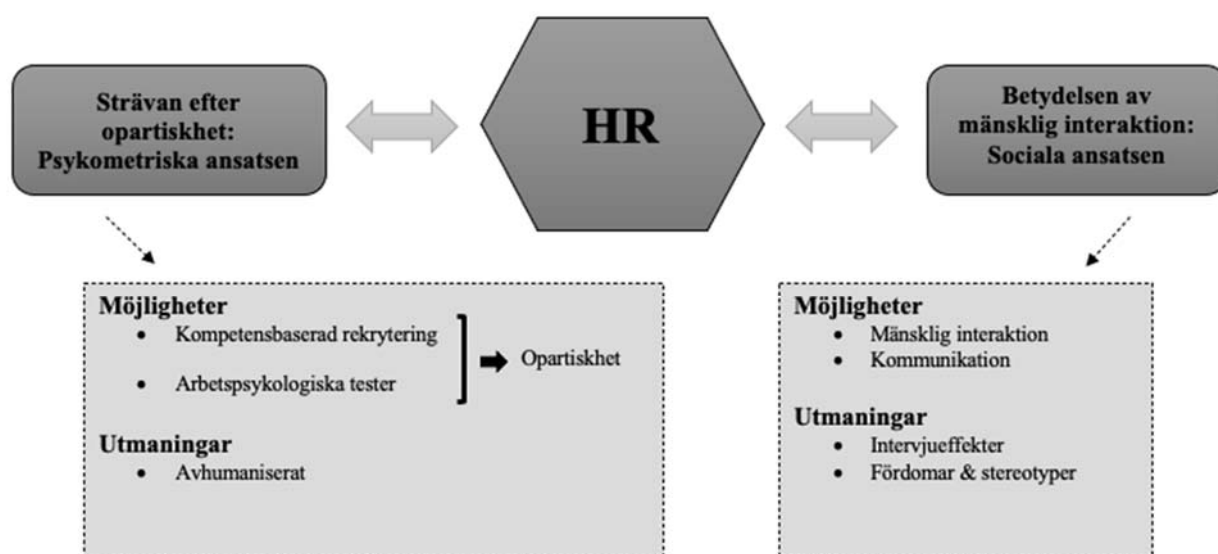 Strävan efter
opartiskhet:
Psykometriska ansatsen
HR
Betydelsen av
mänsklig interaktion:
Sociala ansatsen
Möjligheter
• Kompetensbaserad rekrytering
• Arbetspsykologiska tester
Opartiskhet
Utmaningar
• Avhumaniserat
Möjligheter
• Mänsklig interaktion
• Kommunikation
Utmaningar
• Intervjueffekter
• Fördomar & stereotyper